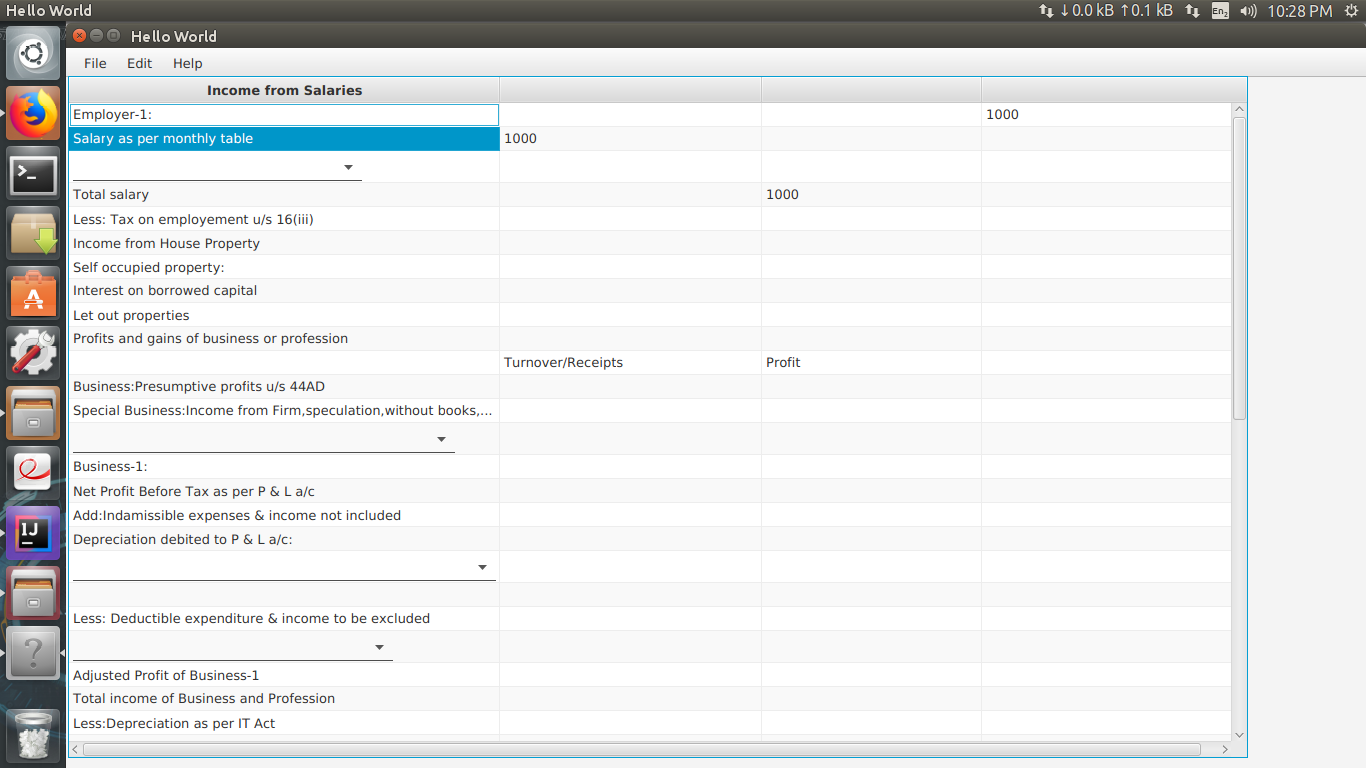 Hello World
0.0 kB 0.1 kB En2 10:28 PM
Hello World
File Edit Help
Income from Salaries
Employer-1: 1000
Salary as per monthly table 1000
Total salary 1000
Less: Tax on employement u/s 16(iii)
Income from House Property
Self occupied property:
Interest on borrowed capital
Let out properties
Profits and gains of business or profession
Turnover/Receipts Profit
Business:Presumptive profits u/s 44AD
Special Business:Income from Firm,speculation,without books,...
Business-1:
Net Profit Before Tax as per P & L a/c
Add:Indamissible expenses & income not included
Depreciation debited to P & L a/c:
Less: Deductible expenditure & income to be excluded
Adjusted Profit of Business-1
Total income of Business and Profession
Less:Depreciation as per IT Act
IJ